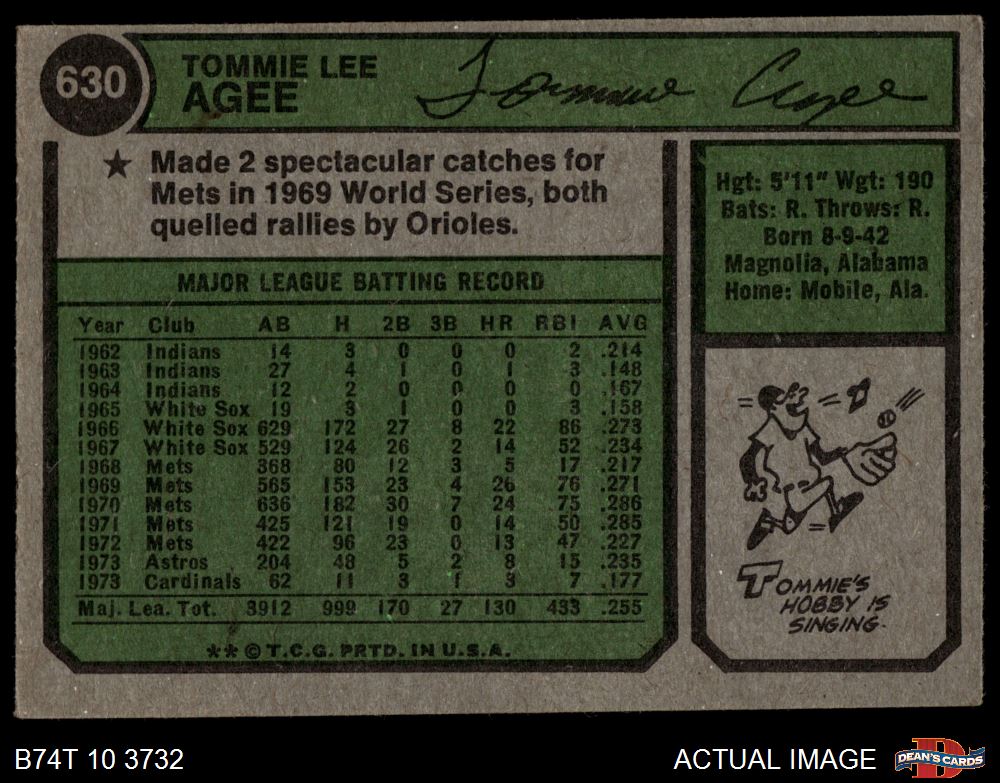 630
TOMMIE LEE
AGEE
Tommie Agee
★ Made 2 spectacular catches for
Mets in 1969 World Series, both
quelled rallies by Orioles.
MAJOR LEAGUE BATTING RECORD
Year Club AB H 2B 3B HR RBI AVG
1962 Indians 14 3 0 0 0 2 .214
1963 Indians 27 4 1 0 1 3 .148
1964 Indians 12 2 0 0 0 0 .167
1965 White Sox 19 3 1 0 0 3 .158
1966 White Sox 629 172 27 8 22 86 .273
1967 White Sox 529 124 26 2 14 52 .234
1968 Mets 368 80 12 3 5 17 .217
1969 Mets 565 153 23 4 26 76 .271
1970 Mets 636 182 30 7 24 75 .286
1971 Mets 425 121 19 0 14 50 .285
1972 Mets 422 96 23 0 13 47 .227
1973 Astros 204 48 5 2 8 15 .235
1973 Cardinals 62 11 3 1 3 7 .177
Maj. Lea. Tot. 3912 999 170 27 130 433 .255
** © T.C.G. PRTD. IN U.S.A.
Hgt: 5'11" Wgt: 190
Bats: R. Throws: R.
Born 8-9-42
Magnolia, Alabama
Home: Mobile, Ala.
TOMMIE'S
HOBBY IS
SINGING.
B74T 10 3732
ACTUAL IMAGE
D
DEAN'S CARDS